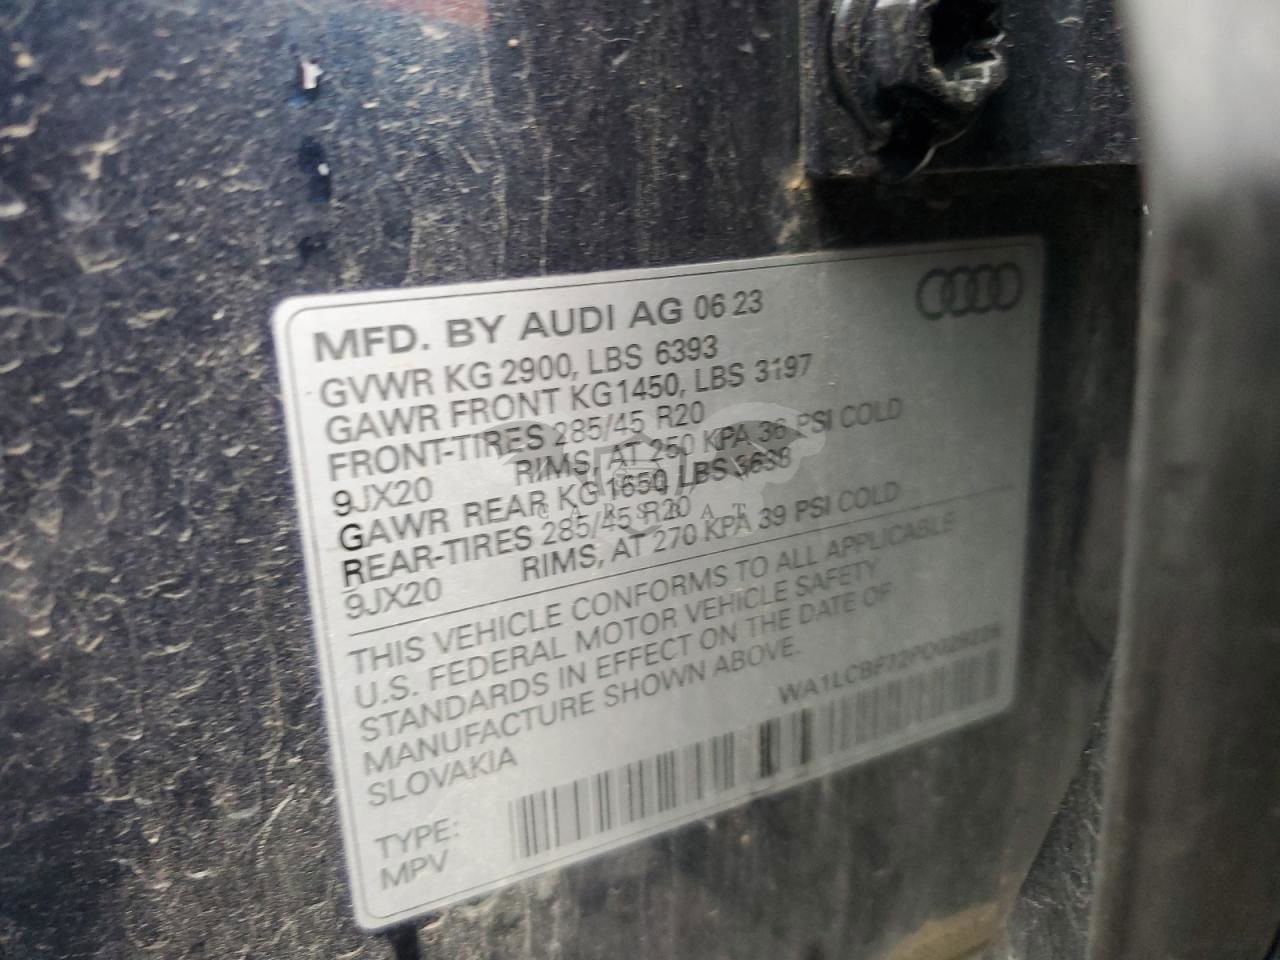 MFD. BY AUDI AG 06 23
GVWR KG 2900, LBS 6393
GAWR FRONT KG1450, LBS 3197
FRONT-TIRES 285/45 R20
9JX20 RIMS, AT 250 KPA 36 PSI COLD
GAWR REAR KG 1650 LBS 3638
REAR-TIRES 285/45 R20
9JX20 RIMS, AT 270 KPA 39 PSI COLD
THIS VEHICLE CONFORMS TO ALL APPLICABLE
U.S. FEDERAL MOTOR VEHICLE SAFETY
STANDARDS IN EFFECT ON THE DATE OF
MANUFACTURE SHOWN ABOVE.
SLOVAKIA
TYPE:
MPV